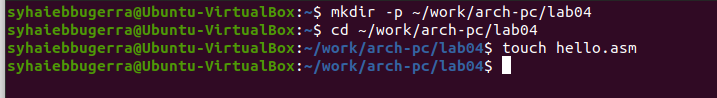 syhaiebbugerra@Ubuntu-VirtualBox:~$ mkdir -p ~/work/arch-pc/lab04
syhaiebbugerra@Ubuntu-VirtualBox:~$ cd ~/work/arch-pc/lab04
syhaiebbugerra@Ubuntu-VirtualBox:~/work/arch-pc/lab04$ touch hello.asm
syhaiebbugerra@Ubuntu-VirtualBox:~/work/arch-pc/lab04$